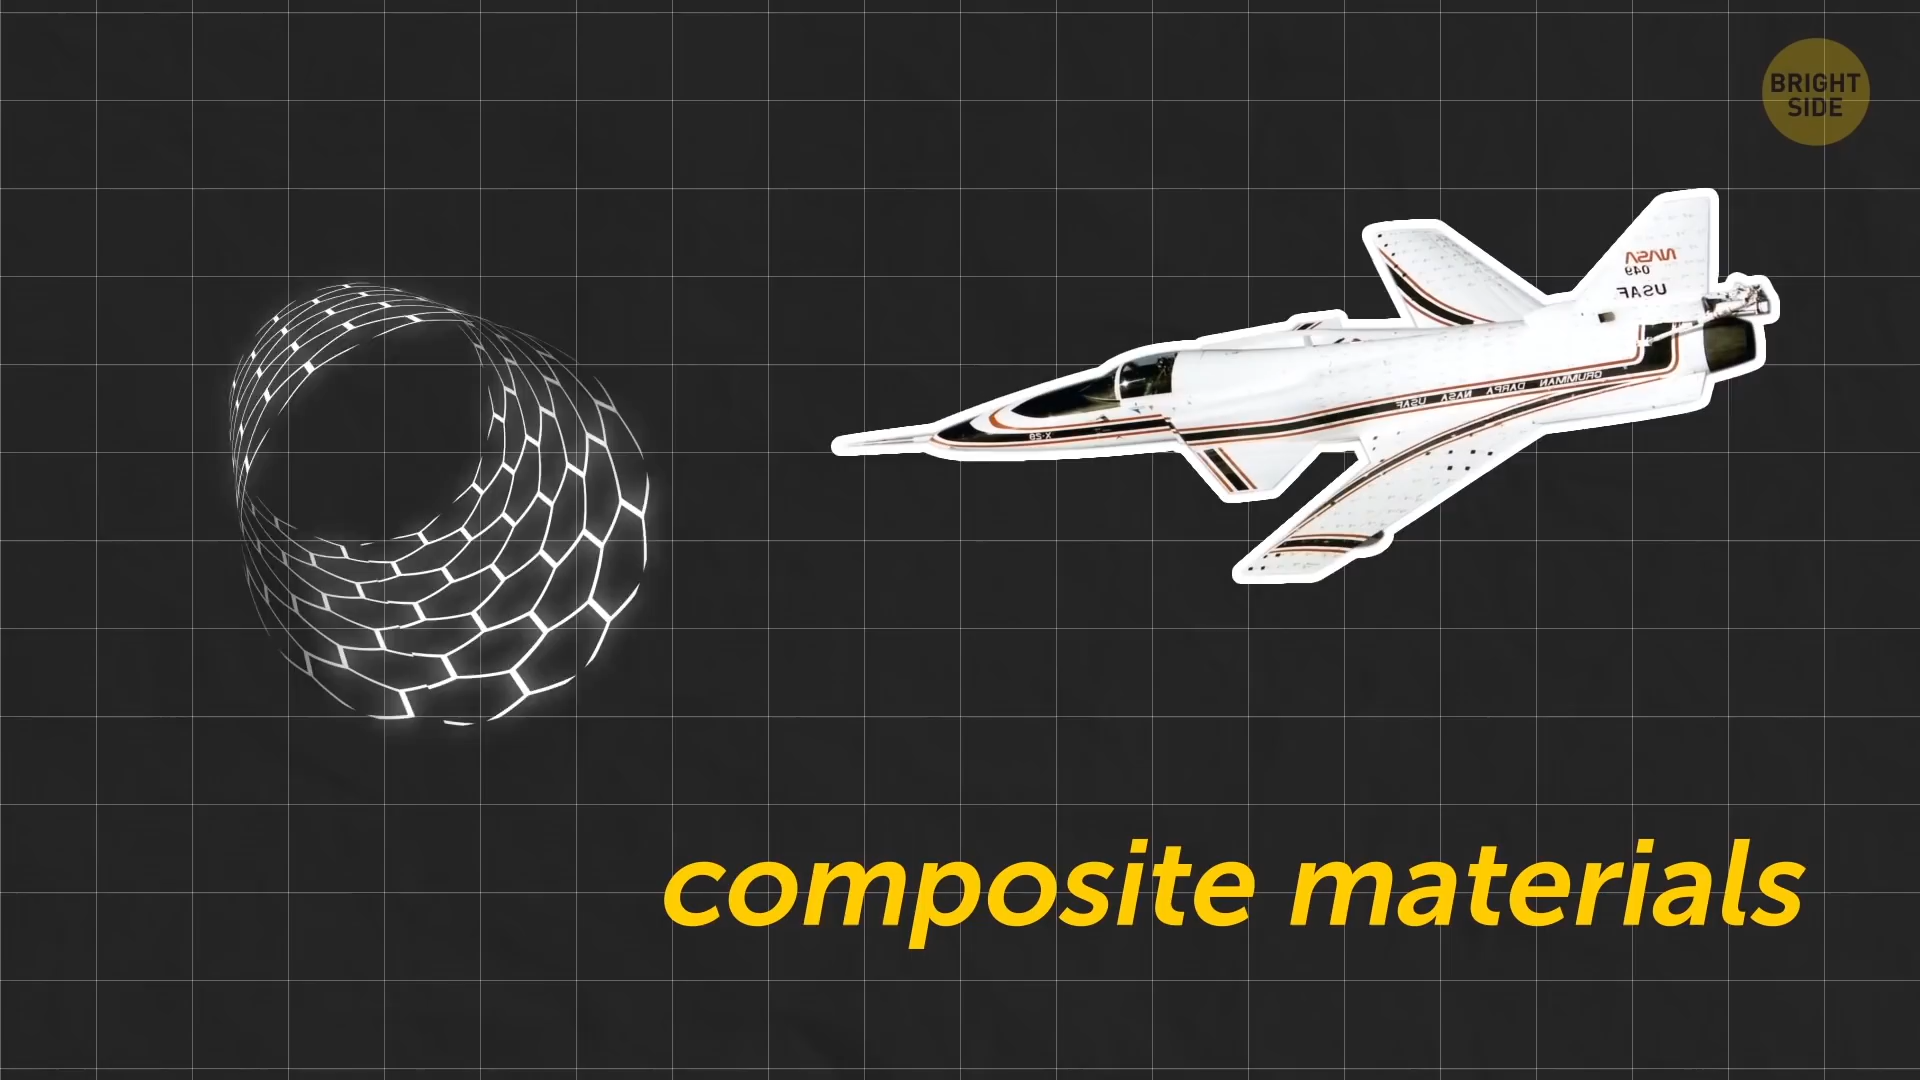 BRIGHT
SIDE
NASA
049
USAF
GRUMMAN DARPA NASA USAF
X-29
composite materials